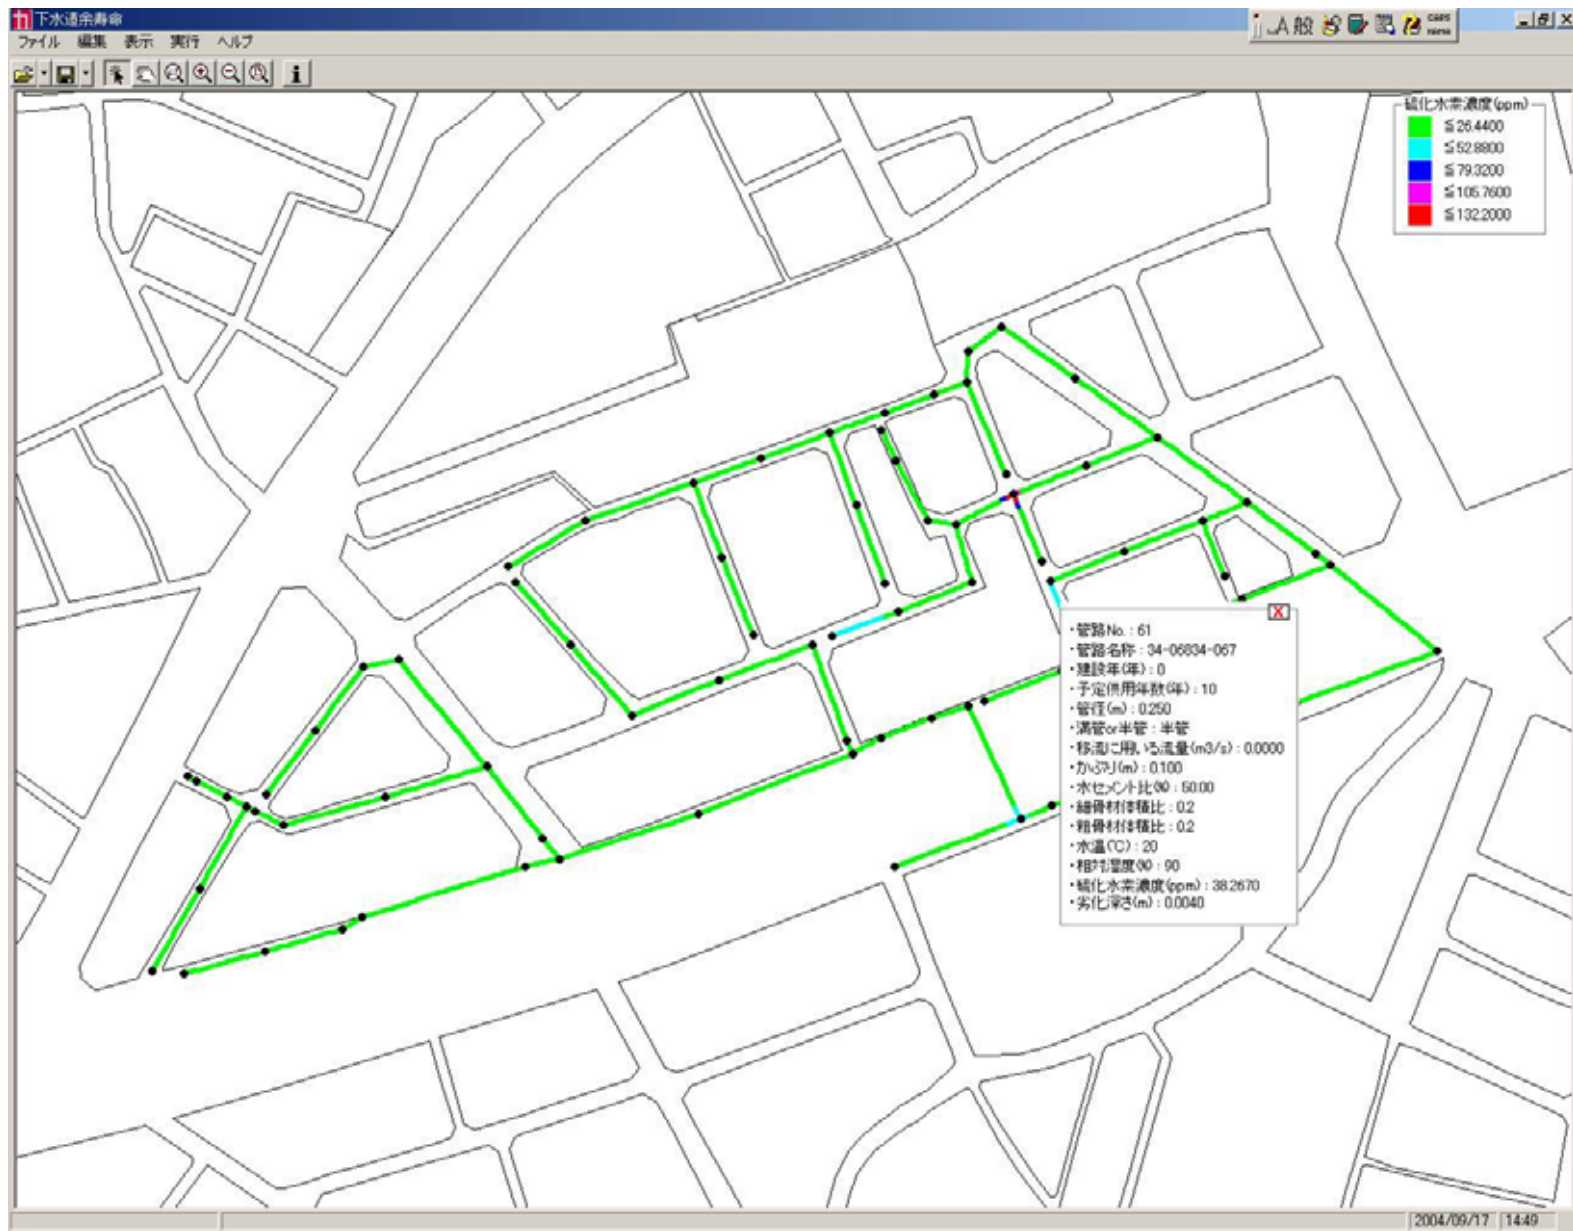 下水道余寿命
ファイル 編集 表示 実行 ヘルプ
A 般
CAPS
KANA
硫化水素濃度(ppm)
≦26.4400
≦52.8800
≦79.3200
≦105.7600
≦132.2000
・管路No. : 61
・管路名称 : 34-06834-067
・建設年(年) : 0
・予定供用年数(年) : 10
・管径(m) : 0.250
・満管or半管 : 半管
・移流に用いる流量(m3/s) : 0.0000
・かぶり(m) : 0.100
・水セメント比(%) : 50.00
・細骨材体積比 : 0.2
・粗骨材体積比 : 0.2
・水温(℃) : 20
・相対湿度(%) : 90
・硫化水素濃度(ppm) : 38.2670
・劣化深さ(m) : 0.0040
2004/09/17 14:49